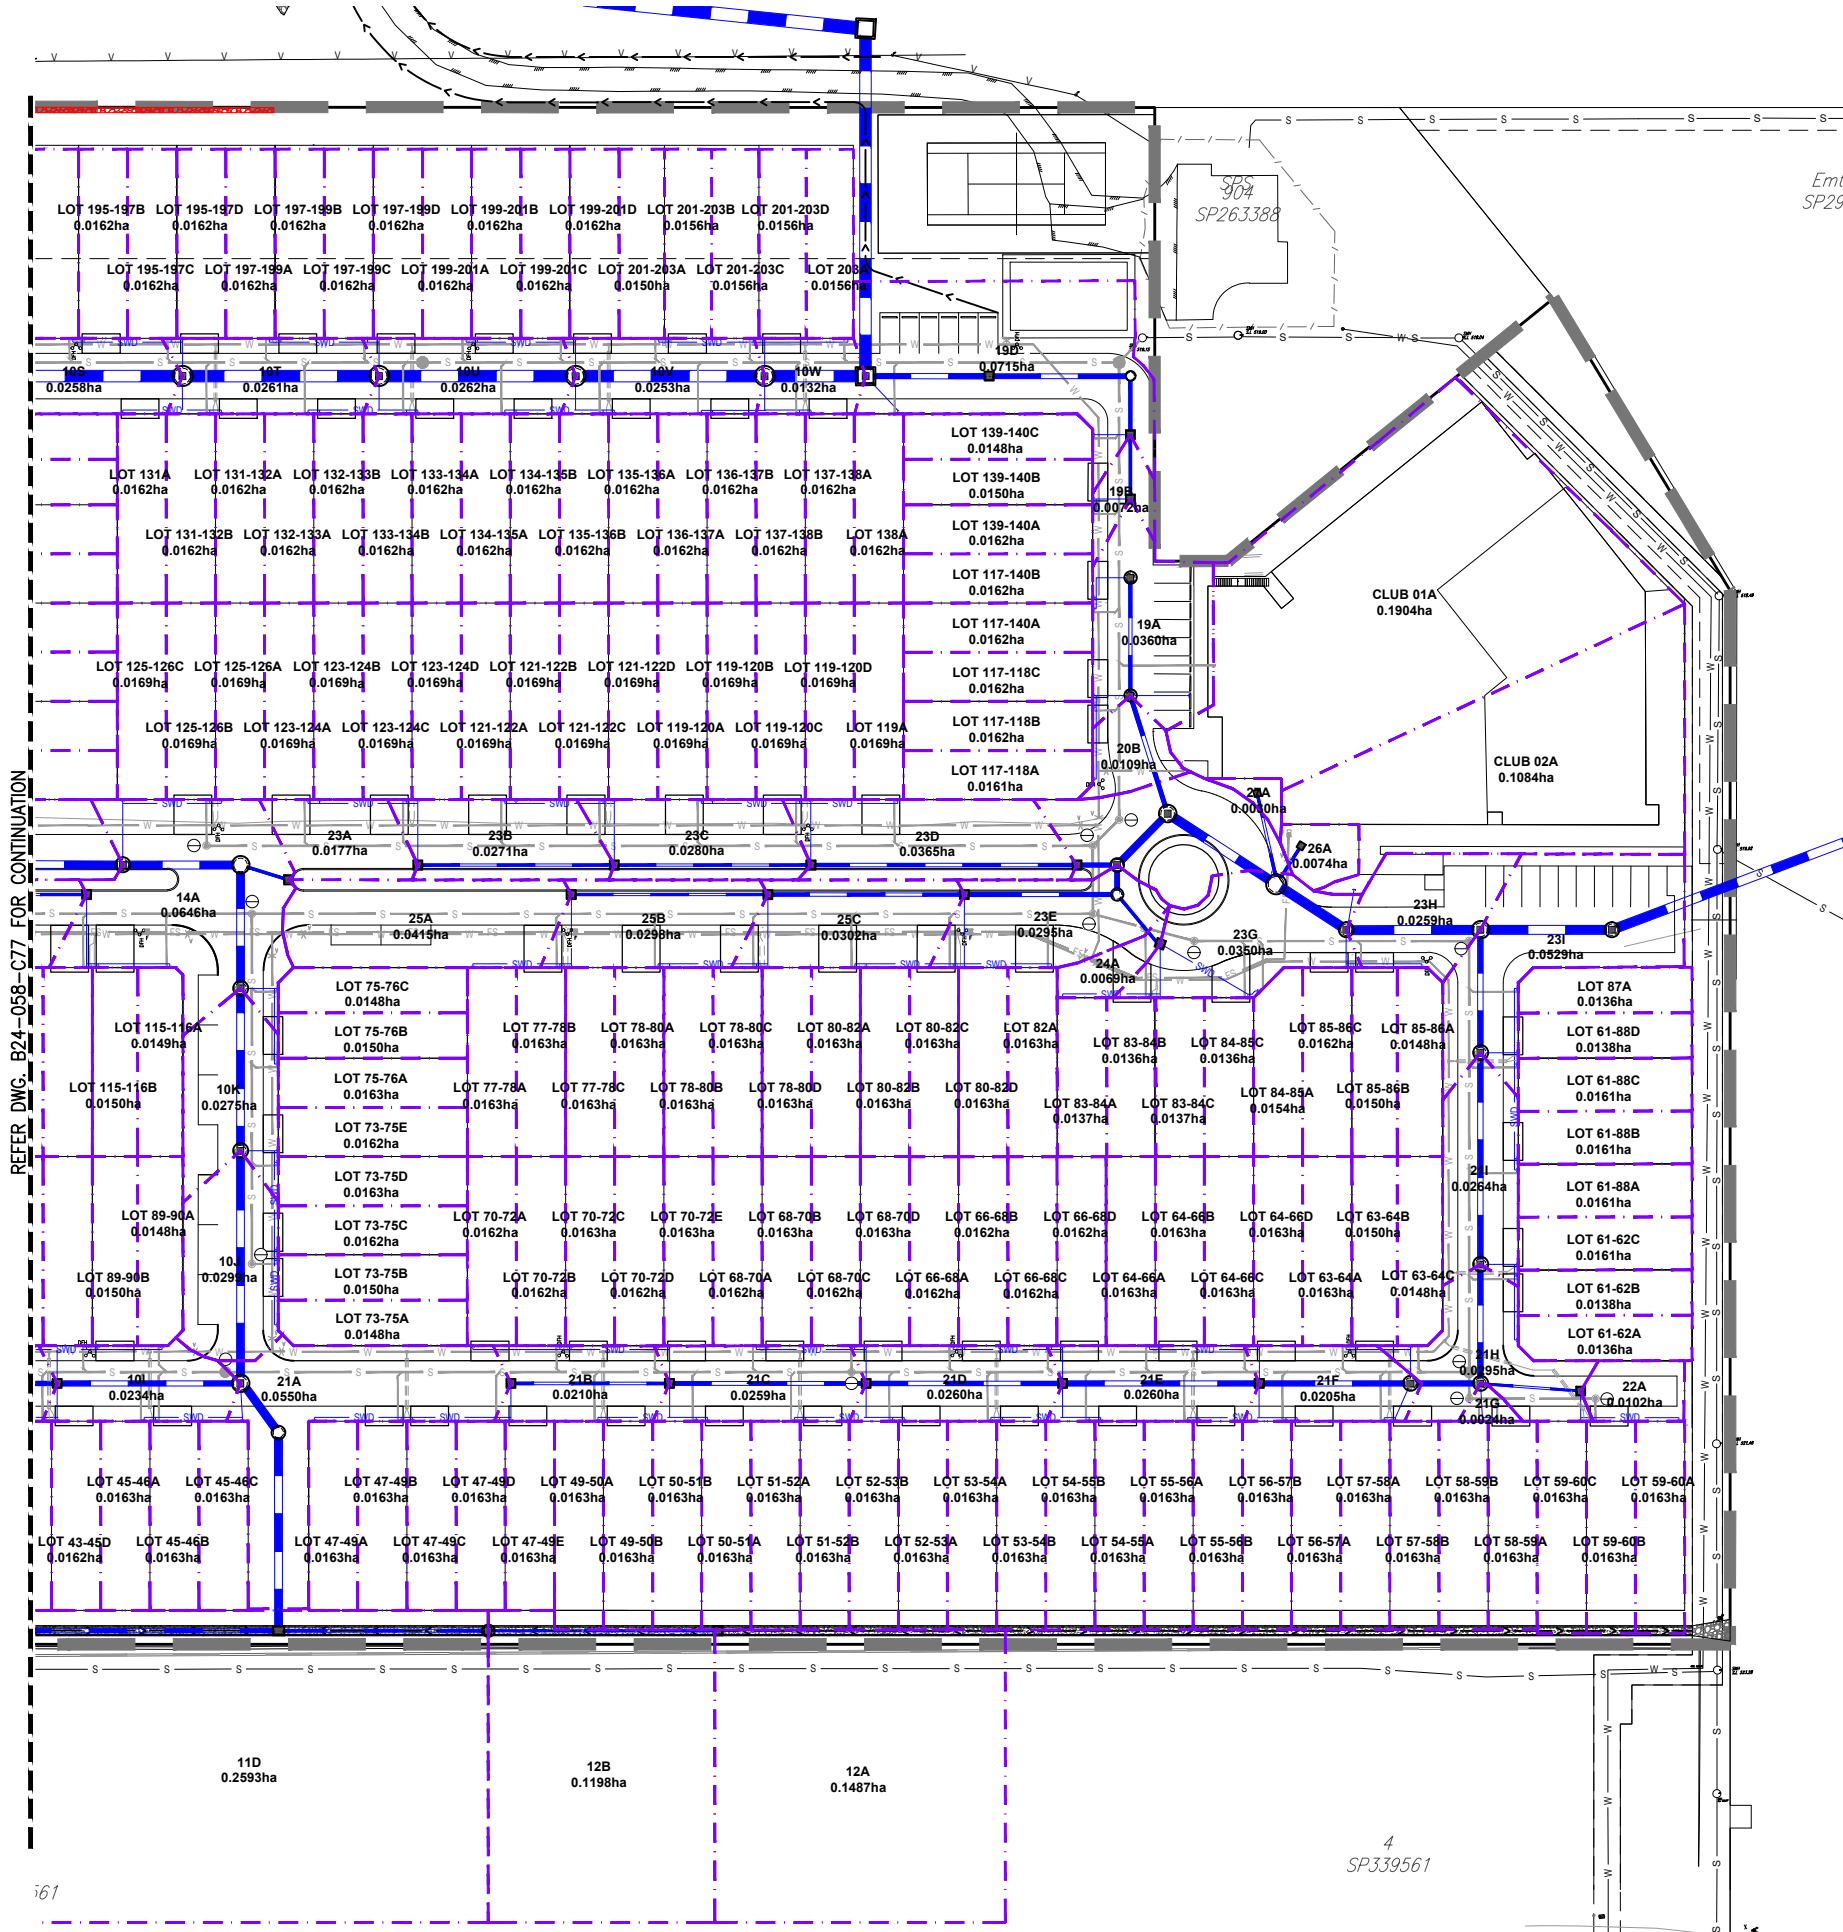 SPS
904
SP263388
Emt
SP29
LOT 195-197B
0.0162ha
LOT 195-197D
0.0162ha
LOT 197-199B
0.0162ha
LOT 197-199D
0.0162ha
LOT 199-201B
0.0162ha
LOT 199-201D
0.0162ha
LOT 201-203B
0.0156ha
LOT 201-203D
0.0156ha
LOT 195-197C
0.0162ha
LOT 197-199A
0.0162ha
LOT 197-199C
0.0162ha
LOT 199-201A
0.0162ha
LOT 199-201C
0.0162ha
LOT 201-203A
0.0150ha
LOT 201-203C
0.0156ha
LOT 203A
0.0156ha
10S
0.0258ha
10T
0.0261ha
10U
0.0262ha
10V
0.0253ha
10W
0.0132ha
19D
0.0715ha
LOT 139-140C
0.0148ha
LOT 131A
0.0162ha
LOT 131-132A
0.0162ha
LOT 132-133B
0.0162ha
LOT 133-134A
0.0162ha
LOT 134-135B
0.0162ha
LOT 135-136A
0.0162ha
LOT 136-137B
0.0162ha
LOT 137-138A
0.0162ha
LOT 139-140B
0.0150ha
19B
0.0072ha
LOT 131-132B
0.0162ha
LOT 132-133A
0.0162ha
LOT 133-134B
0.0162ha
LOT 134-135A
0.0162ha
LOT 135-136B
0.0162ha
LOT 136-137A
0.0162ha
LOT 137-138B
0.0162ha
LOT 138A
0.0162ha
LOT 139-140A
0.0162ha
LOT 117-140B
0.0162ha
CLUB 01A
0.1904ha
LOT 117-140A
0.0162ha
19A
0.0360ha
LOT 125-126C
0.0169ha
LOT 125-126A
0.0169ha
LOT 123-124B
0.0169ha
LOT 123-124D
0.0169ha
LOT 121-122B
0.0169ha
LOT 121-122D
0.0169ha
LOT 119-120B
0.0169ha
LOT 119-120D
0.0169ha
LOT 117-118C
0.0162ha
LOT 125-126B
0.0169ha
LOT 123-124A
0.0169ha
LOT 123-124C
0.0169ha
LOT 121-122A
0.0169ha
LOT 121-122C
0.0169ha
LOT 119-120A
0.0169ha
LOT 119-120C
0.0169ha
LOT 119A
0.0169ha
LOT 117-118B
0.0162ha
20B
0.0109ha
CLUB 02A
0.1084ha
LOT 117-118A
0.0161ha
REFER DWG. B24-058-C77 FOR CONTINUATION
23A
0.0177ha
23B
0.0271ha
23C
0.0280ha
23D
0.0365ha
26A
0.0074ha
14A
0.0646ha
25A
0.0415ha
25B
0.0298ha
25C
0.0302ha
23E
0.0295ha
23G
0.0350ha
23H
0.0259ha
23I
0.0529ha
24A
0.0069ha
LOT 75-76C
0.0148ha
LOT 87A
0.0136ha
LOT 115-116A
0.0149ha
LOT 75-76B
0.0150ha
LOT 77-78B
0.0163ha
LOT 78-80A
0.0163ha
LOT 78-80C
0.0163ha
LOT 80-82A
0.0163ha
LOT 80-82C
0.0163ha
LOT 82A
0.0163ha
LOT 83-84B
0.0136ha
LOT 84-85C
0.0136ha
LOT 85-86C
0.0162ha
LOT 85-86A
0.0148ha
LOT 61-88D
0.0138ha
LOT 115-116B
0.0150ha
10K
0.0275ha
LOT 75-76A
0.0163ha
LOT 77-78A
0.0163ha
LOT 77-78C
0.0163ha
LOT 78-80B
0.0163ha
LOT 78-80D
0.0163ha
LOT 80-82B
0.0163ha
LOT 80-82D
0.0163ha
LOT 83-84A
0.0137ha
LOT 83-84C
0.0137ha
LOT 84-85A
0.0154ha
LOT 85-86B
0.0150ha
LOT 61-88C
0.0161ha
LOT 73-75E
0.0162ha
LOT 61-88B
0.0161ha
LOT 73-75D
0.0163ha
0.0264ha
LOT 61-88A
0.0161ha
LOT 89-90A
0.0148ha
LOT 73-75C
0.0162ha
LOT 70-72A
0.0162ha
LOT 70-72C
0.0163ha
LOT 70-72E
0.0163ha
LOT 68-70B
0.0163ha
LOT 68-70D
0.0163ha
LOT 66-68B
0.0162ha
LOT 66-68D
0.0162ha
LOT 64-66B
0.0163ha
LOT 64-66D
0.0163ha
LOT 63-64B
0.0150ha
LOT 61-62C
0.0161ha
LOT 89-90B
0.0150ha
10J
0.0299ha
LOT 73-75B
0.0150ha
LOT 70-72B
0.0162ha
LOT 70-72D
0.0163ha
LOT 68-70A
0.0162ha
LOT 68-70C
0.0162ha
LOT 66-68A
0.0162ha
LOT 66-68C
0.0162ha
LOT 64-66A
0.0163ha
LOT 64-66C
0.0163ha
LOT 63-64A
0.0163ha
LOT 63-64C
0.0148ha
LOT 61-62B
0.0138ha
LOT 73-75A
0.0148ha
LOT 61-62A
0.0136ha
10I
0.0234ha
21A
0.0550ha
21B
0.0210ha
21C
0.0259ha
21D
0.0260ha
21E
0.0260ha
21F
0.0205ha
21H
0.0295ha
21G
0.0024ha
22A
0.0102ha
LOT 45-46A
0.0163ha
LOT 45-46C
0.0163ha
LOT 47-49B
0.0163ha
LOT 47-49D
0.0163ha
LOT 49-50A
0.0163ha
LOT 50-51B
0.0163ha
LOT 51-52A
0.0163ha
LOT 52-53B
0.0163ha
LOT 53-54A
0.0163ha
LOT 54-55B
0.0163ha
LOT 55-56A
0.0163ha
LOT 56-57B
0.0163ha
LOT 57-58A
0.0163ha
LOT 58-59B
0.0163ha
LOT 59-60C
0.0163ha
LOT 59-60A
0.0163ha
LOT 43-45D
0.0162ha
LOT 45-46B
0.0163ha
LOT 47-49A
0.0163ha
LOT 47-49C
0.0163ha
LOT 47-49E
0.0163ha
LOT 49-50B
0.0163ha
LOT 50-51A
0.0163ha
LOT 51-52B
0.0163ha
LOT 52-53A
0.0163ha
LOT 53-54B
0.0163ha
LOT 54-55A
0.0163ha
LOT 55-56B
0.0163ha
LOT 56-57A
0.0163ha
LOT 57-58B
0.0163ha
LOT 58-59A
0.0163ha
LOT 59-60B
0.0163ha
11D
0.2593ha
12B
0.1198ha
12A
0.1487ha
4
SP339561
561